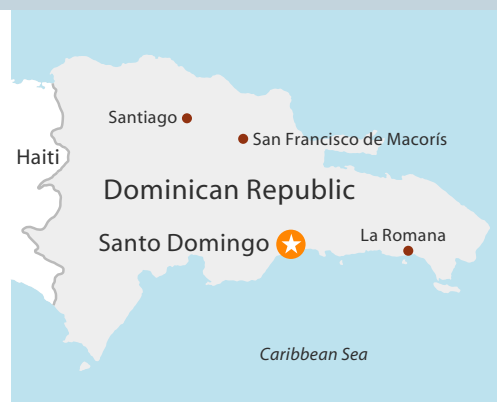 Santiago
San Francisco de Macorís
Haiti
Dominican Republic
Santo Domingo
La Romana
Caribbean Sea